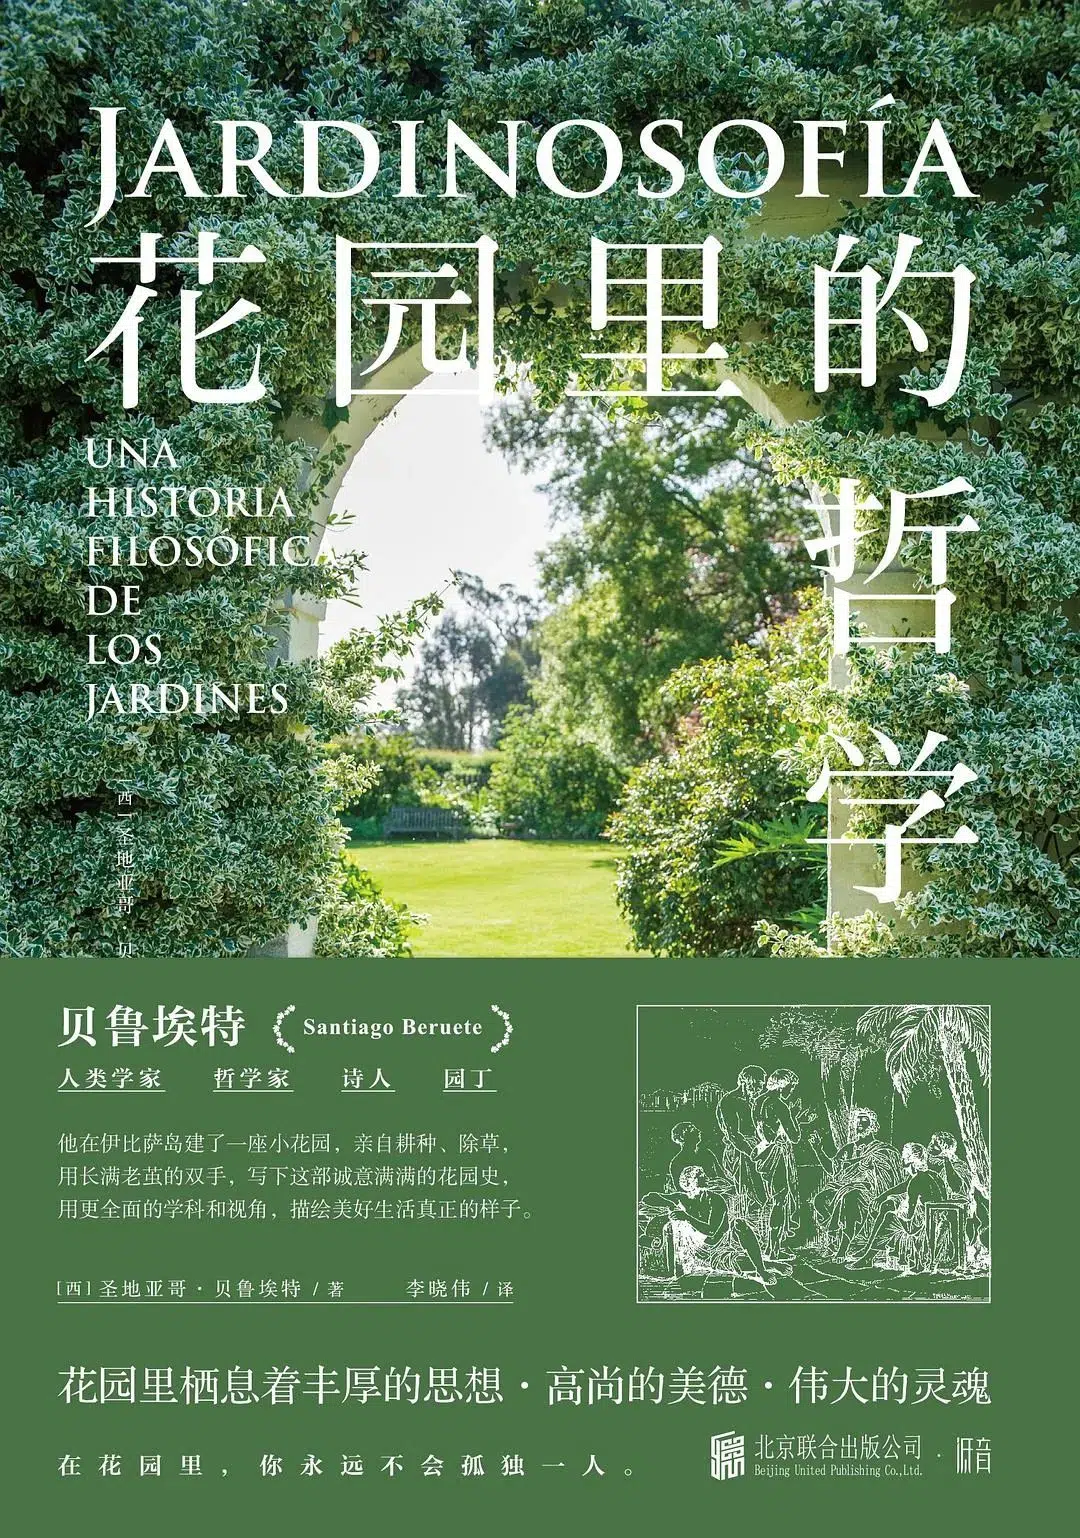 JARDINOSOFÍA
花园里的
哲学
UNA
HISTORIA
FILOSÓFICA
DE
LOS
JARDINES
[西]圣地亚哥·贝
贝鲁埃特 Santiago Beruete
人类学家 哲学家 诗人 园丁
他在伊比萨岛建了一座小花园，亲自耕种、除草，
用长满老茧的双手，写下这部诚意满满的花园史，
用更全面的学科和视角，描绘美好生活真正的样子。
[西]圣地亚哥·贝鲁埃特 / 著 李晓伟 / 译
花园里栖息着丰厚的思想·高尚的美德·伟大的灵魂
在花园里，你永远不会孤独一人。
北京联合出版公司·低音
Beijing United Publishing Co.,Ltd.